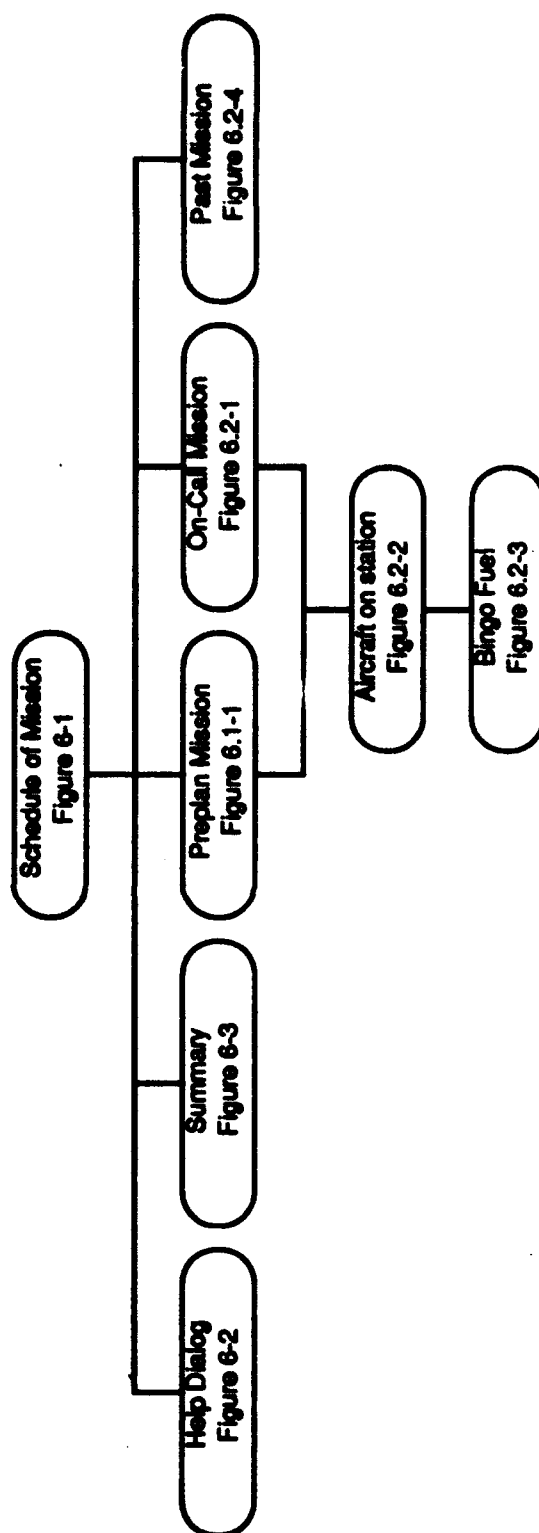 Schedule of Mission
Figure 6-1
Help Dialog
Figure 6-2
Summary
Figure 6-3
Preplan Mission
Figure 6.1-1
On-Call Mission
Figure 6.2-1
Past Mission
Figure 6.2-4
Aircraft on station
Figure 6.2-2
Bingo Fuel
Figure 6.2-3